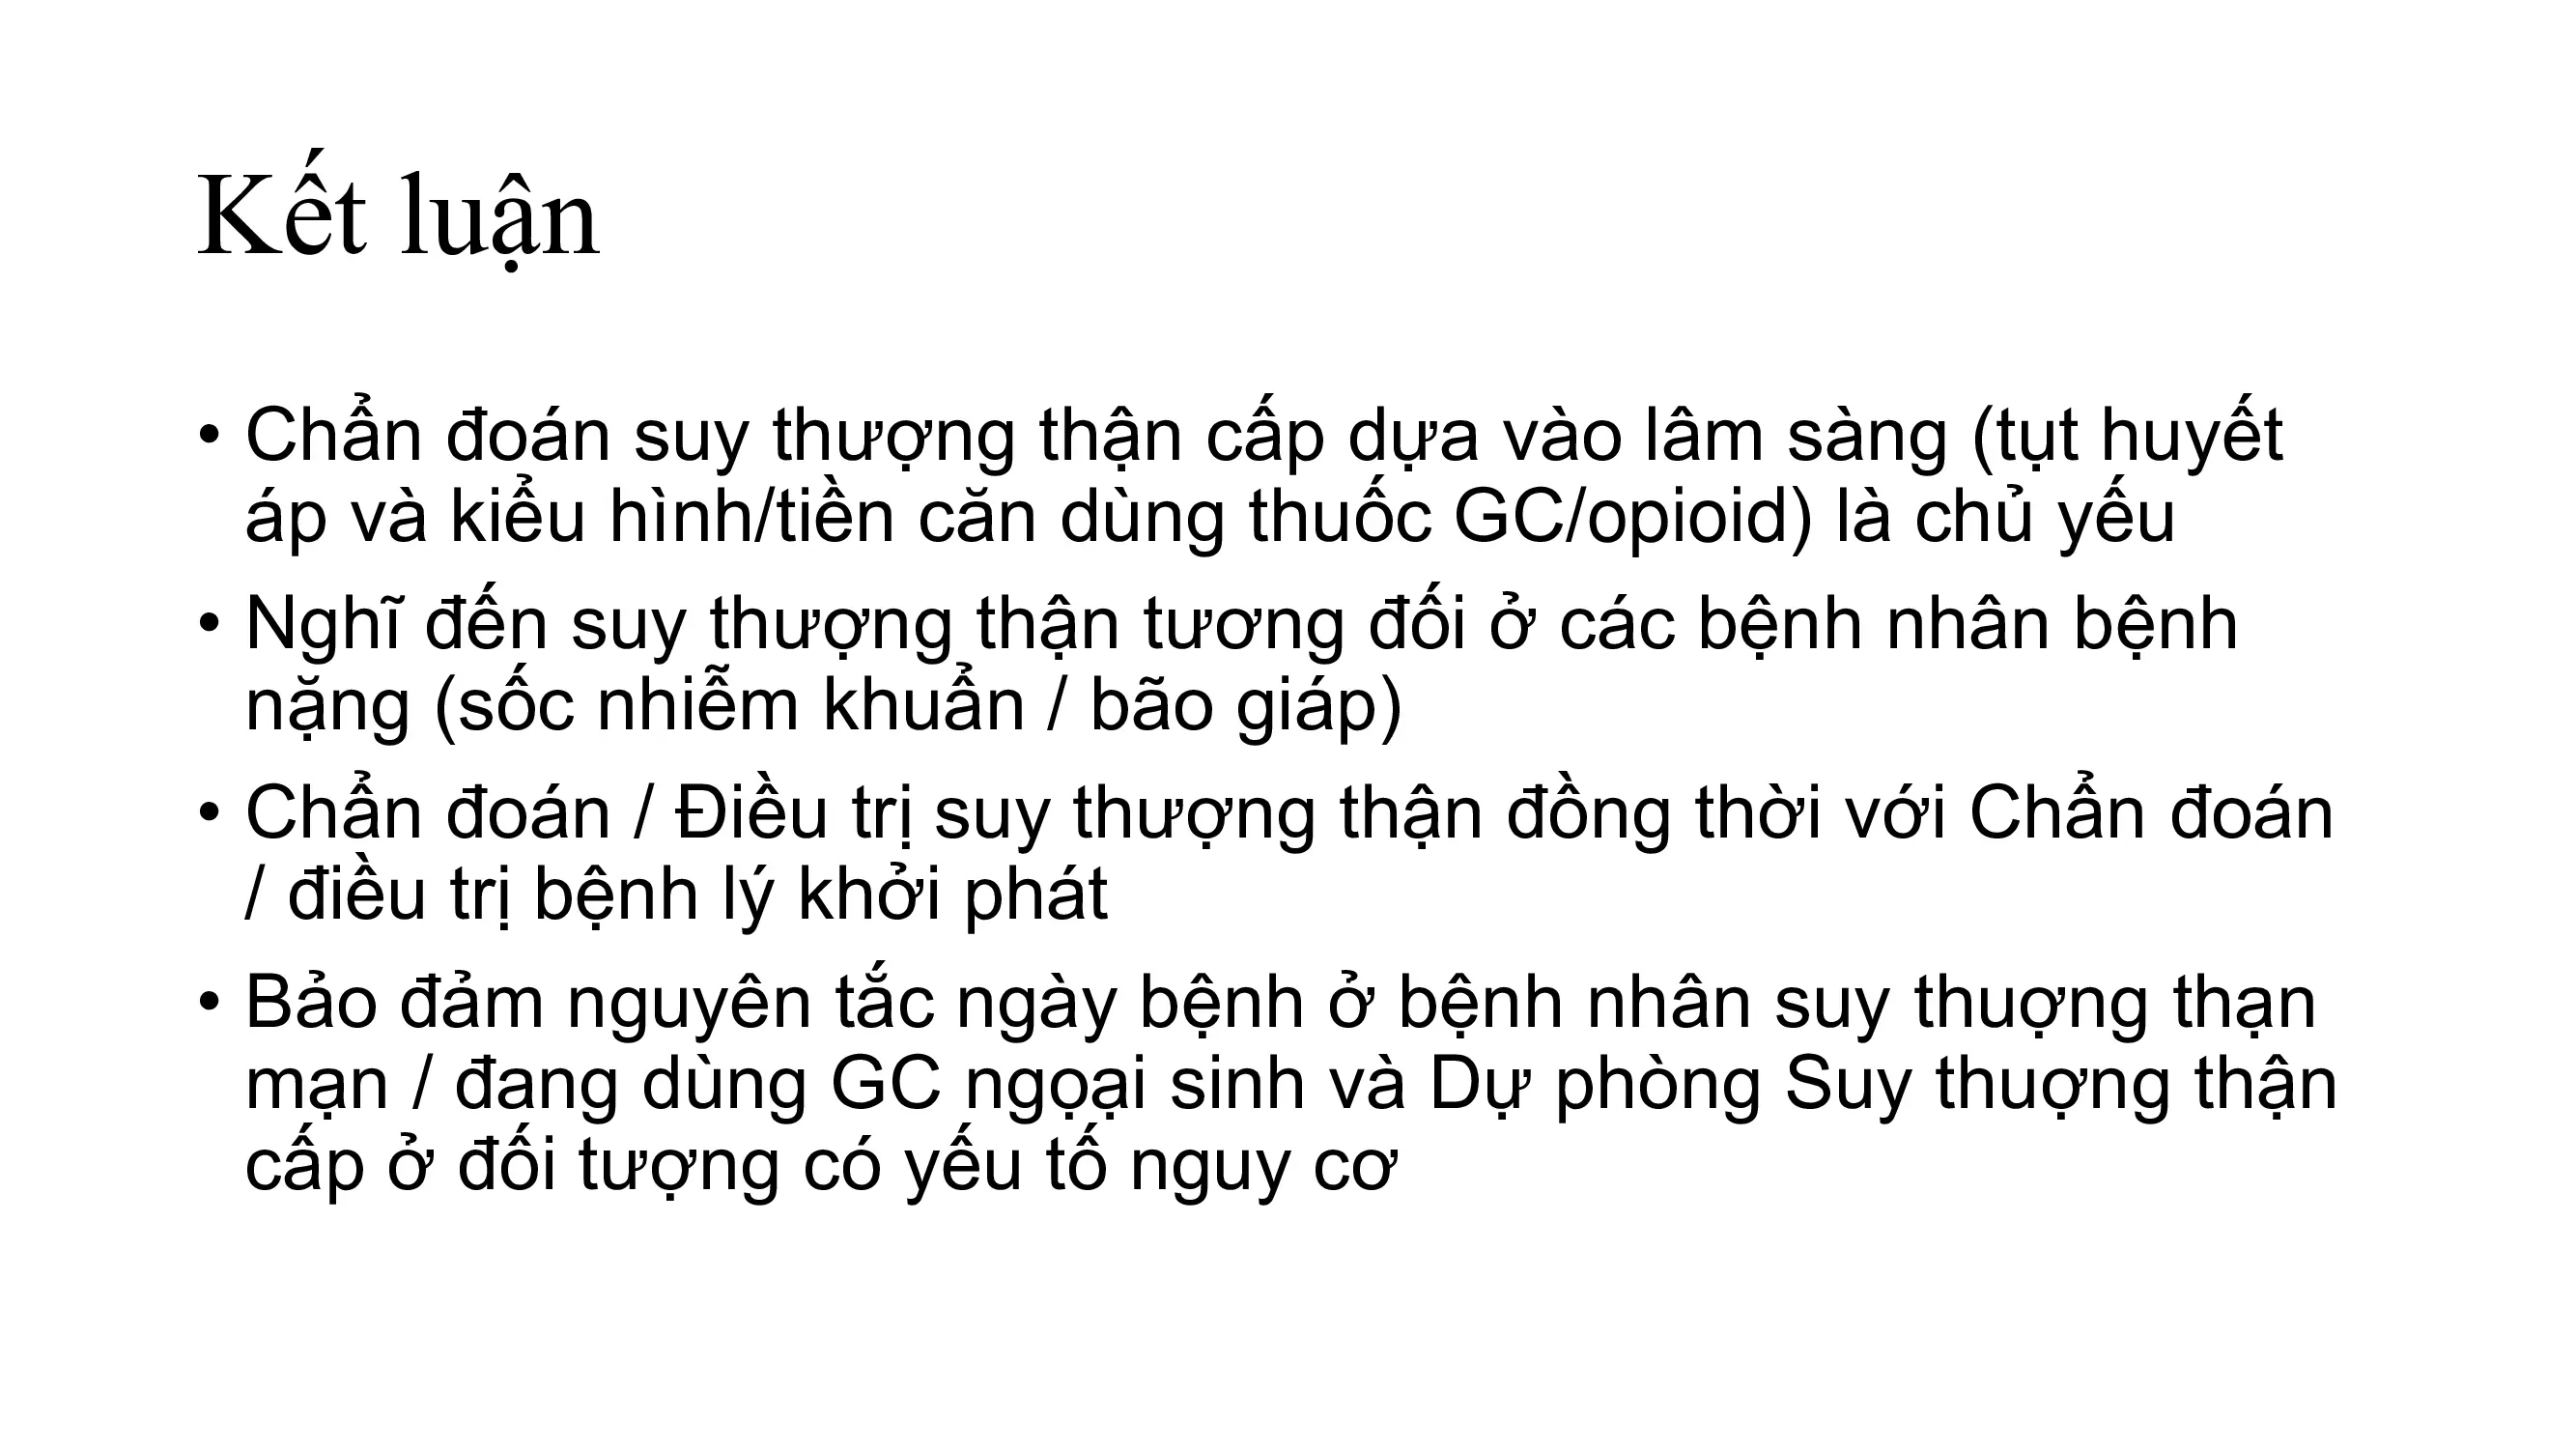 Kết luận
• Chẩn đoán suy thượng thận cấp dựa vào lâm sàng (tụt huyết
áp và kiểu hình/tiền căn dùng thuốc GC/opioid) là chủ yếu
• Nghĩ đến suy thượng thận tương đối ở các bệnh nhân bệnh
nặng (sốc nhiễm khuẩn / bão giáp)
• Chẩn đoán / Điều trị suy thượng thận đồng thời với Chẩn đoán
/ điều trị bệnh lý khởi phát
• Bảo đảm nguyên tắc ngày bệnh ở bệnh nhân suy thuợng thạn
mạn / đang dùng GC ngọại sinh và Dự phòng Suy thuợng thận
cấp ở đối tượng có yếu tố nguy cơ